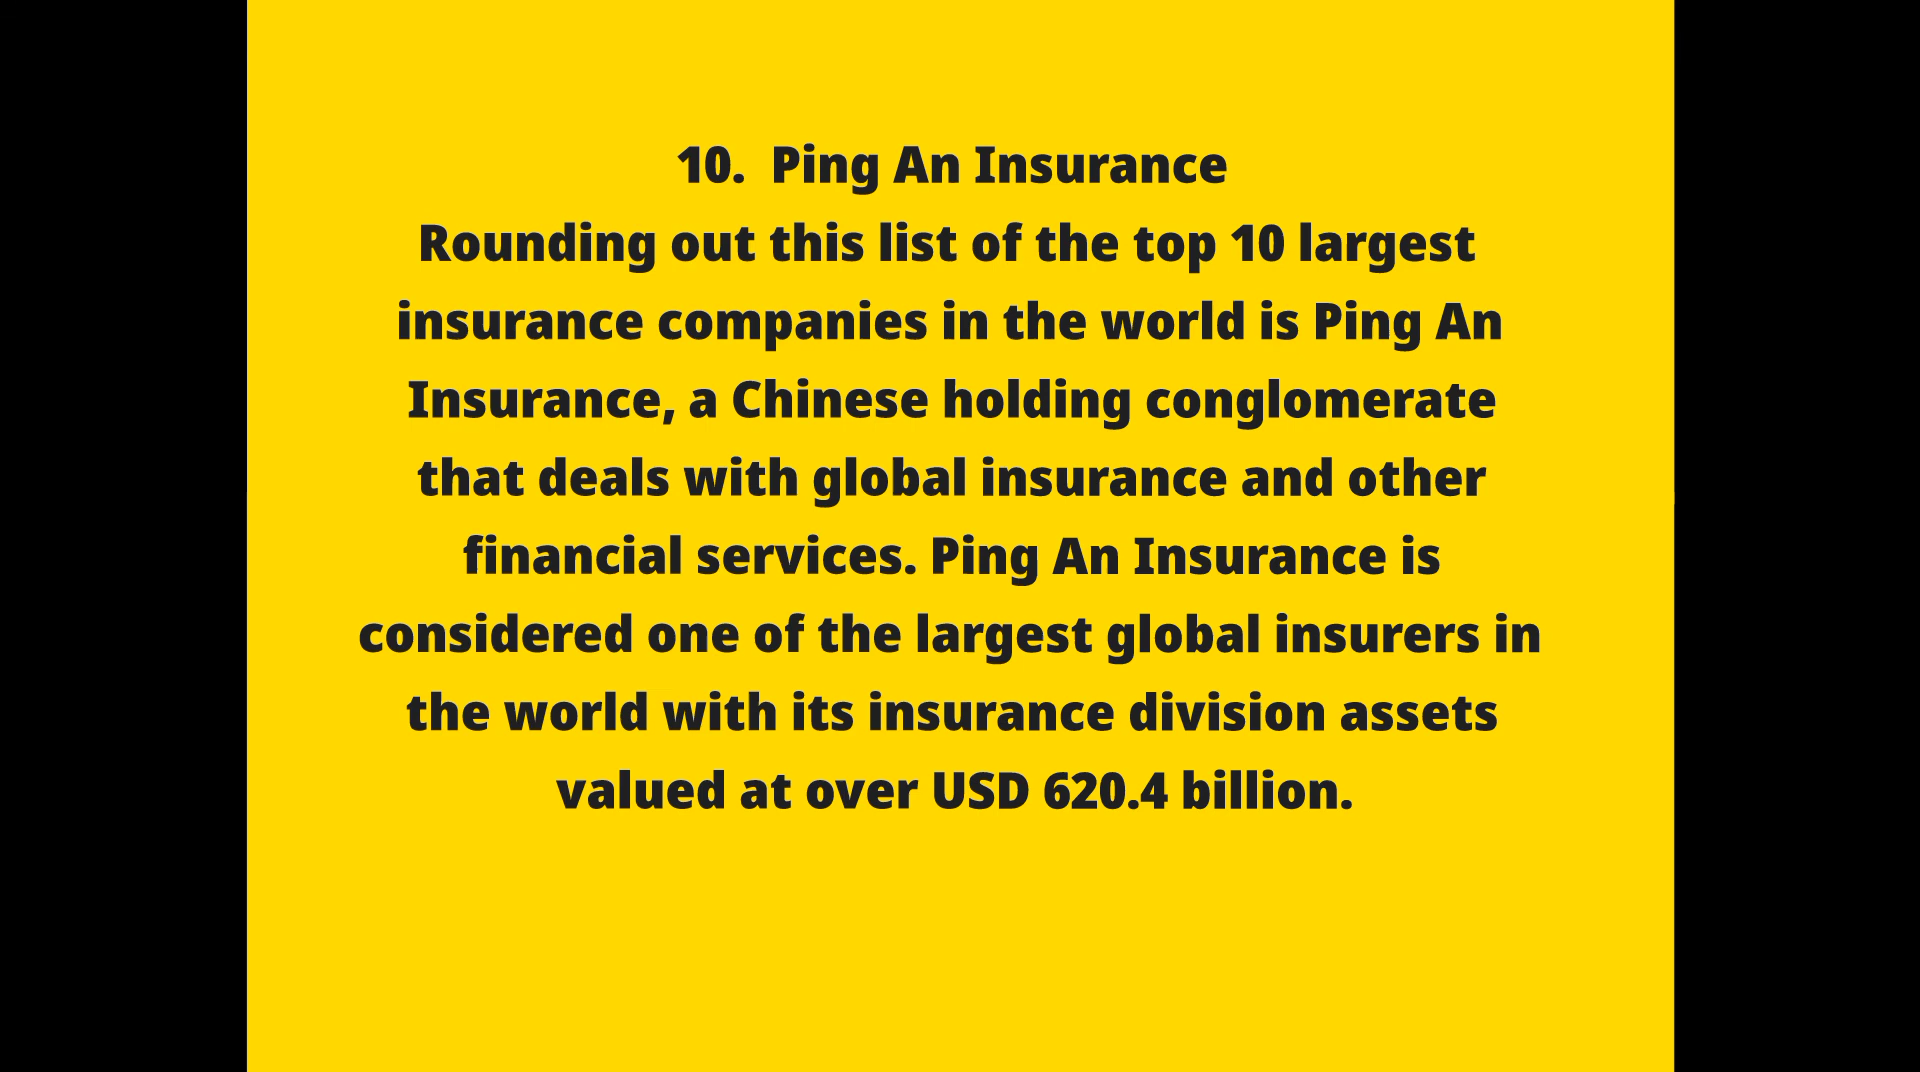 10.  Ping An Insurance
Rounding out this list of the top 10 largest
insurance companies in the world is Ping An
Insurance, a Chinese holding conglomerate
that deals with global insurance and other
financial services. Ping An Insurance is
considered one of the largest global insurers in
the world with its insurance division assets
valued at over USD 620.4 billion.